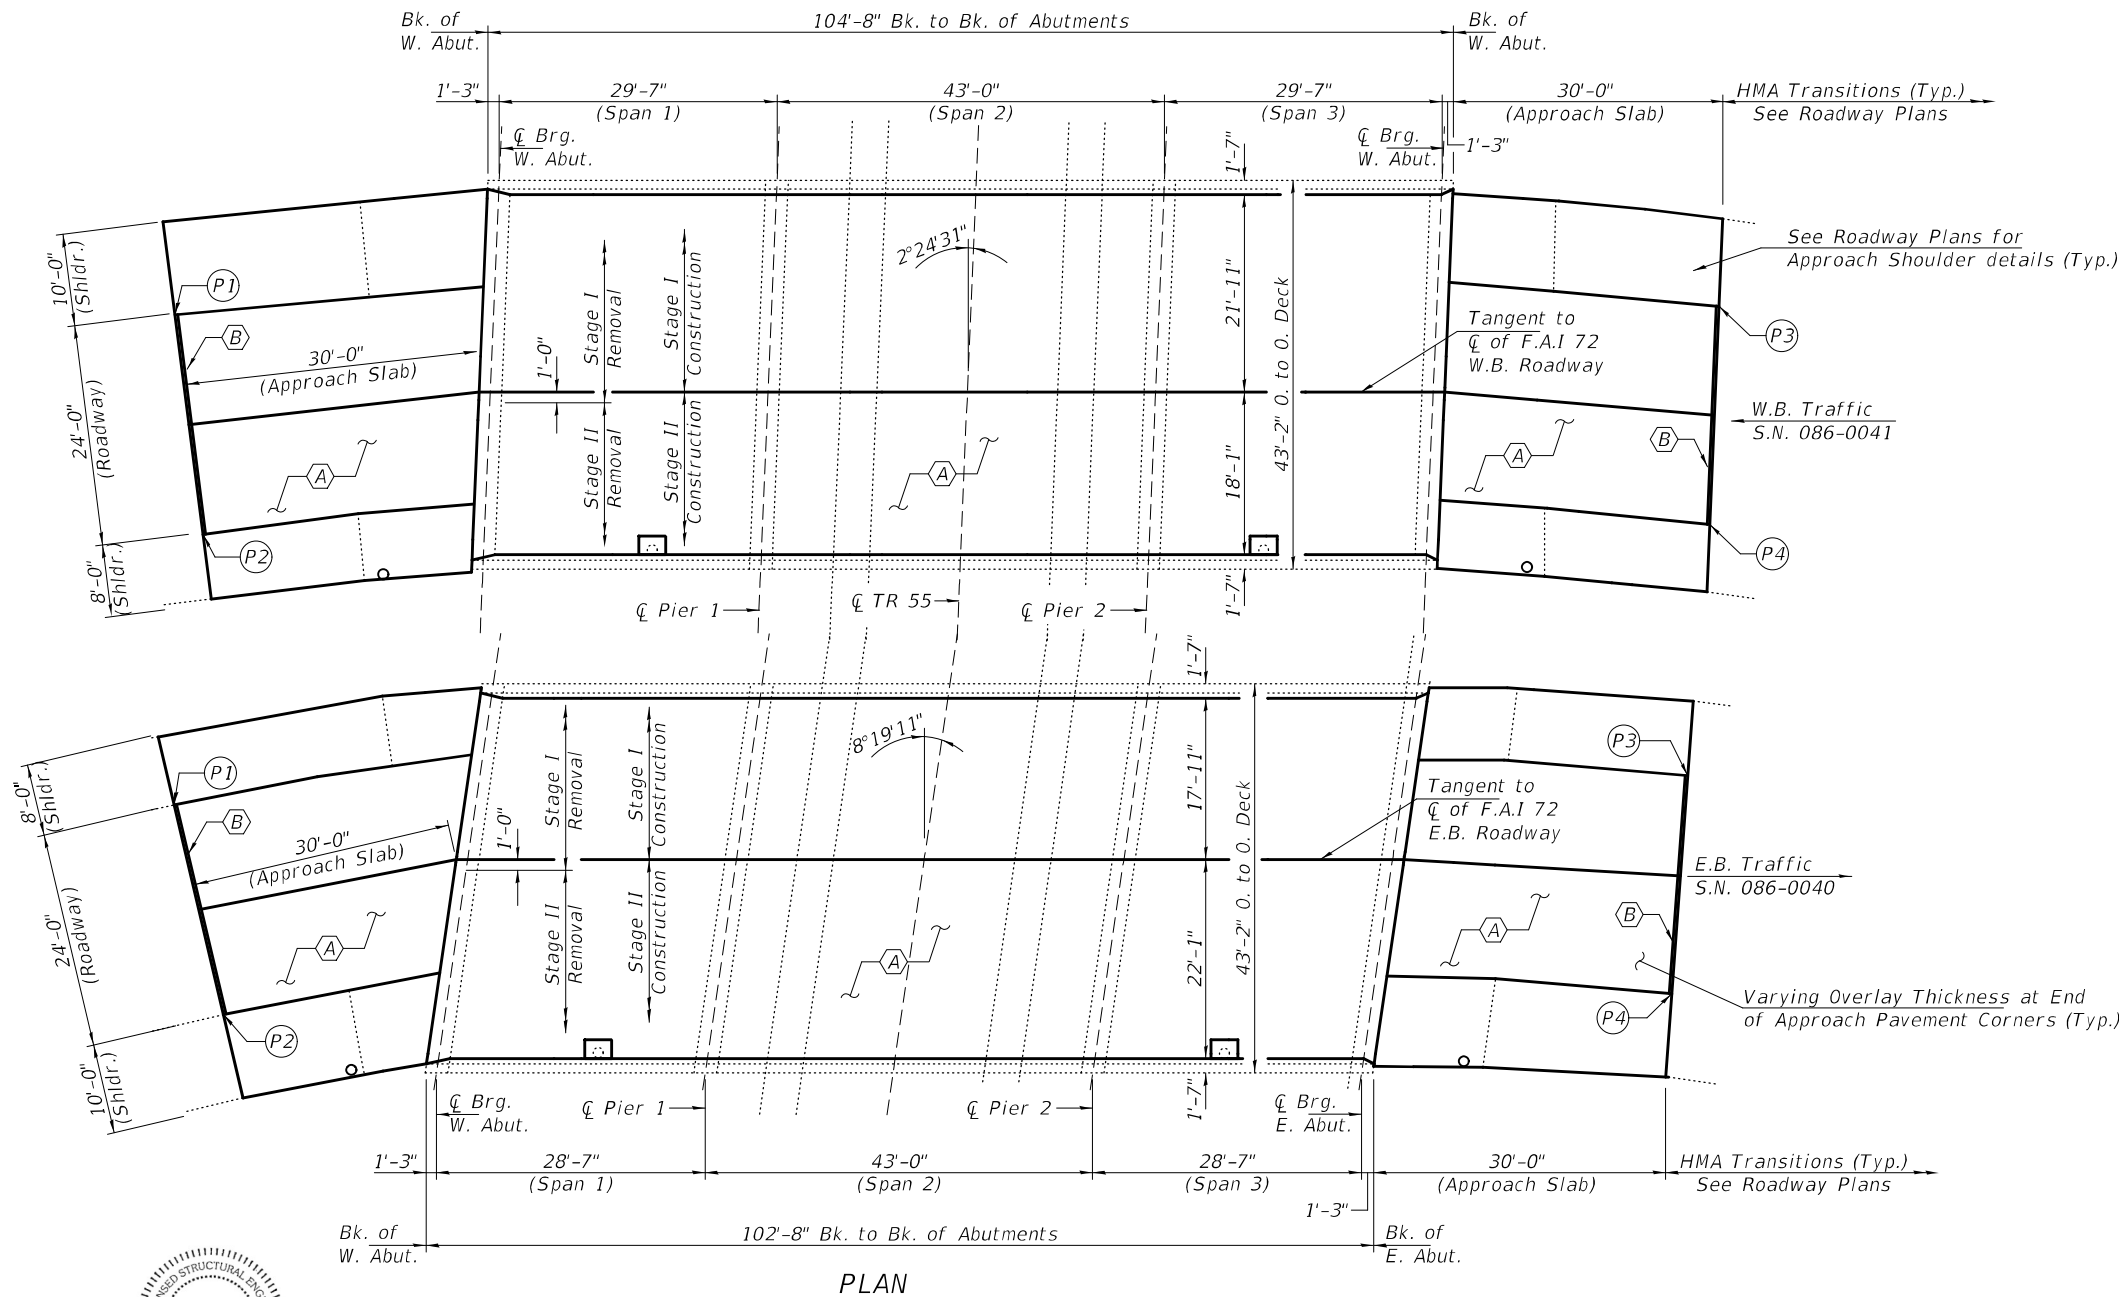 Bk. of
W. Abut.
104'-8" Bk. to Bk. of Abutments
Bk. of
W. Abut.
1'-3"
29'-7"
(Span 1)
43'-0"
(Span 2)
29'-7"
(Span 3)
30'-0"
(Approach Slab)
HMA Transitions (Typ.)
See Roadway Plans
℄ Brg.
W. Abut.
℄ Brg.
W. Abut.
1'-3"
1'-7"
10'-0"
(Shldr.)
P1
B
30'-0"
(Approach Slab)
24'-0"
(Roadway)
A
P2
8'-0"
(Shldr.)
1'-0"
Stage I
Removal
Stage I
Construction
Stage II
Removal
Stage II
Construction
2°24'31"
A
21'-11"
18'-1"
43'-2" O. to O. Deck
1'-7"
See Roadway Plans for
Approach Shoulder details (Typ.)
Tangent to
℄ of F.A.I 72
W.B. Roadway
P3
W.B. Traffic
S.N. 086-0041
B
A
P4
℄ Pier 1
℄ TR 55
℄ Pier 2
1'-7"
8'-0"
(Shldr.)
P1
B
30'-0"
(Approach Slab)
24'-0"
(Roadway)
A
P2
10'-0"
(Shldr.)
1'-0"
Stage I
Removal
Stage I
Construction
Stage II
Removal
Stage II
Construction
8°19'11"
A
17'-11"
22'-1"
43'-2" O. to O. Deck
1'-7"
P3
Tangent to
℄ of F.A.I 72
E.B. Roadway
E.B. Traffic
S.N. 086-0040
B
A
P4
Varying Overlay Thickness at End
of Approach Pavement Corners (Typ.)
℄ Brg.
W. Abut.
℄ Pier 1
℄ Pier 2
℄ Brg.
E. Abut.
1'-3"
28'-7"
(Span 1)
43'-0"
(Span 2)
28'-7"
(Span 3)
1'-3"
30'-0"
(Approach Slab)
HMA Transitions (Typ.)
See Roadway Plans
Bk. of
W. Abut.
102'-8" Bk. to Bk. of Abutments
Bk. of
E. Abut.
PLAN
STRUCTURAL